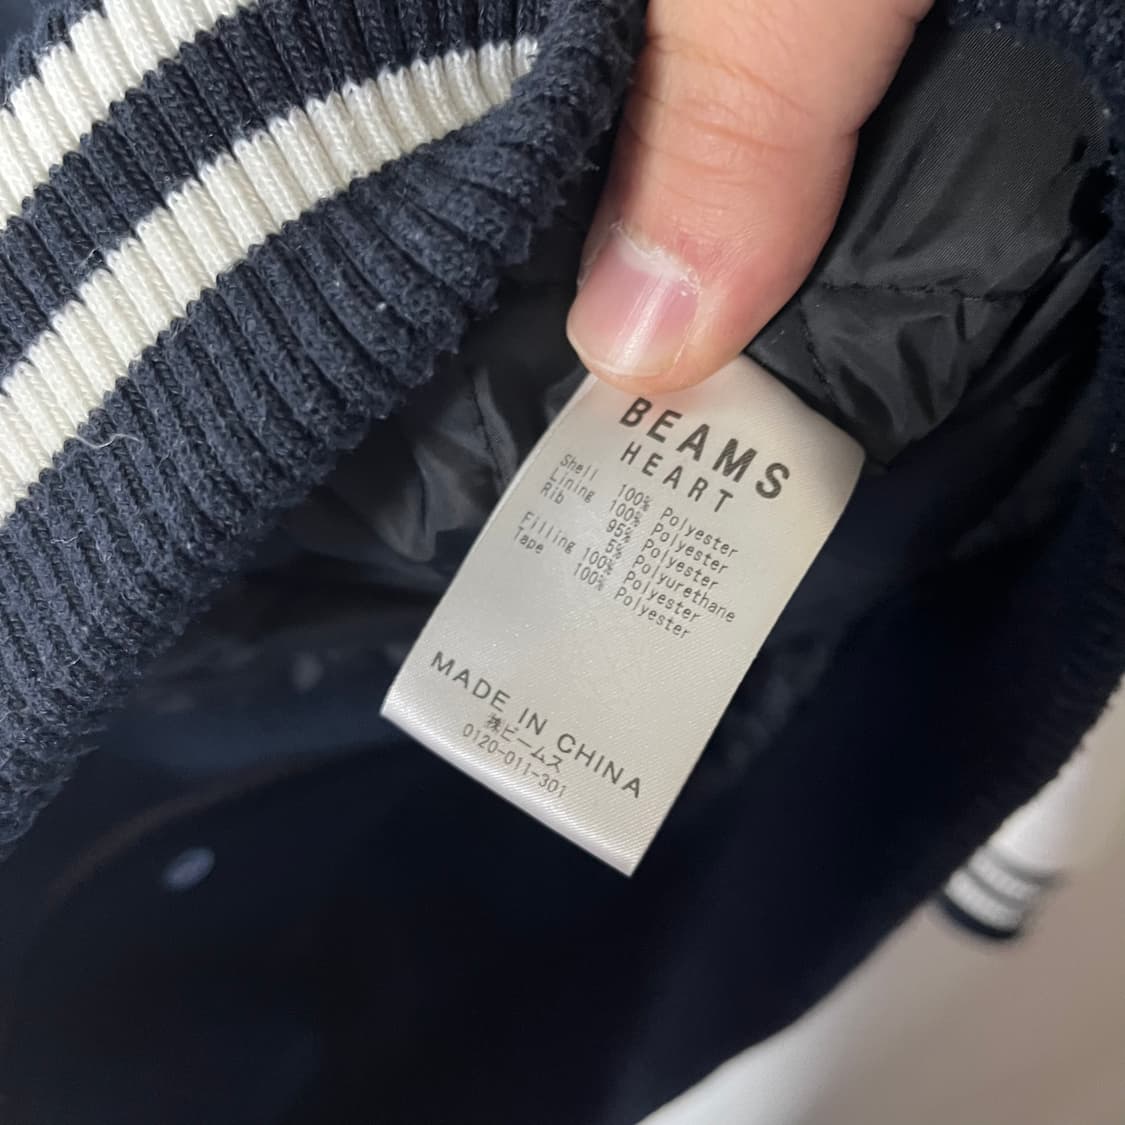 BEAMS
HEART
Shell 100% Polyester
Lining 100% Polyester
Rib 95% Polyester
5% Polyurethane
Filling 100% Polyester
Tape 100% Polyester
MADE IN CHINA
㈱ビームス
0120-011-301